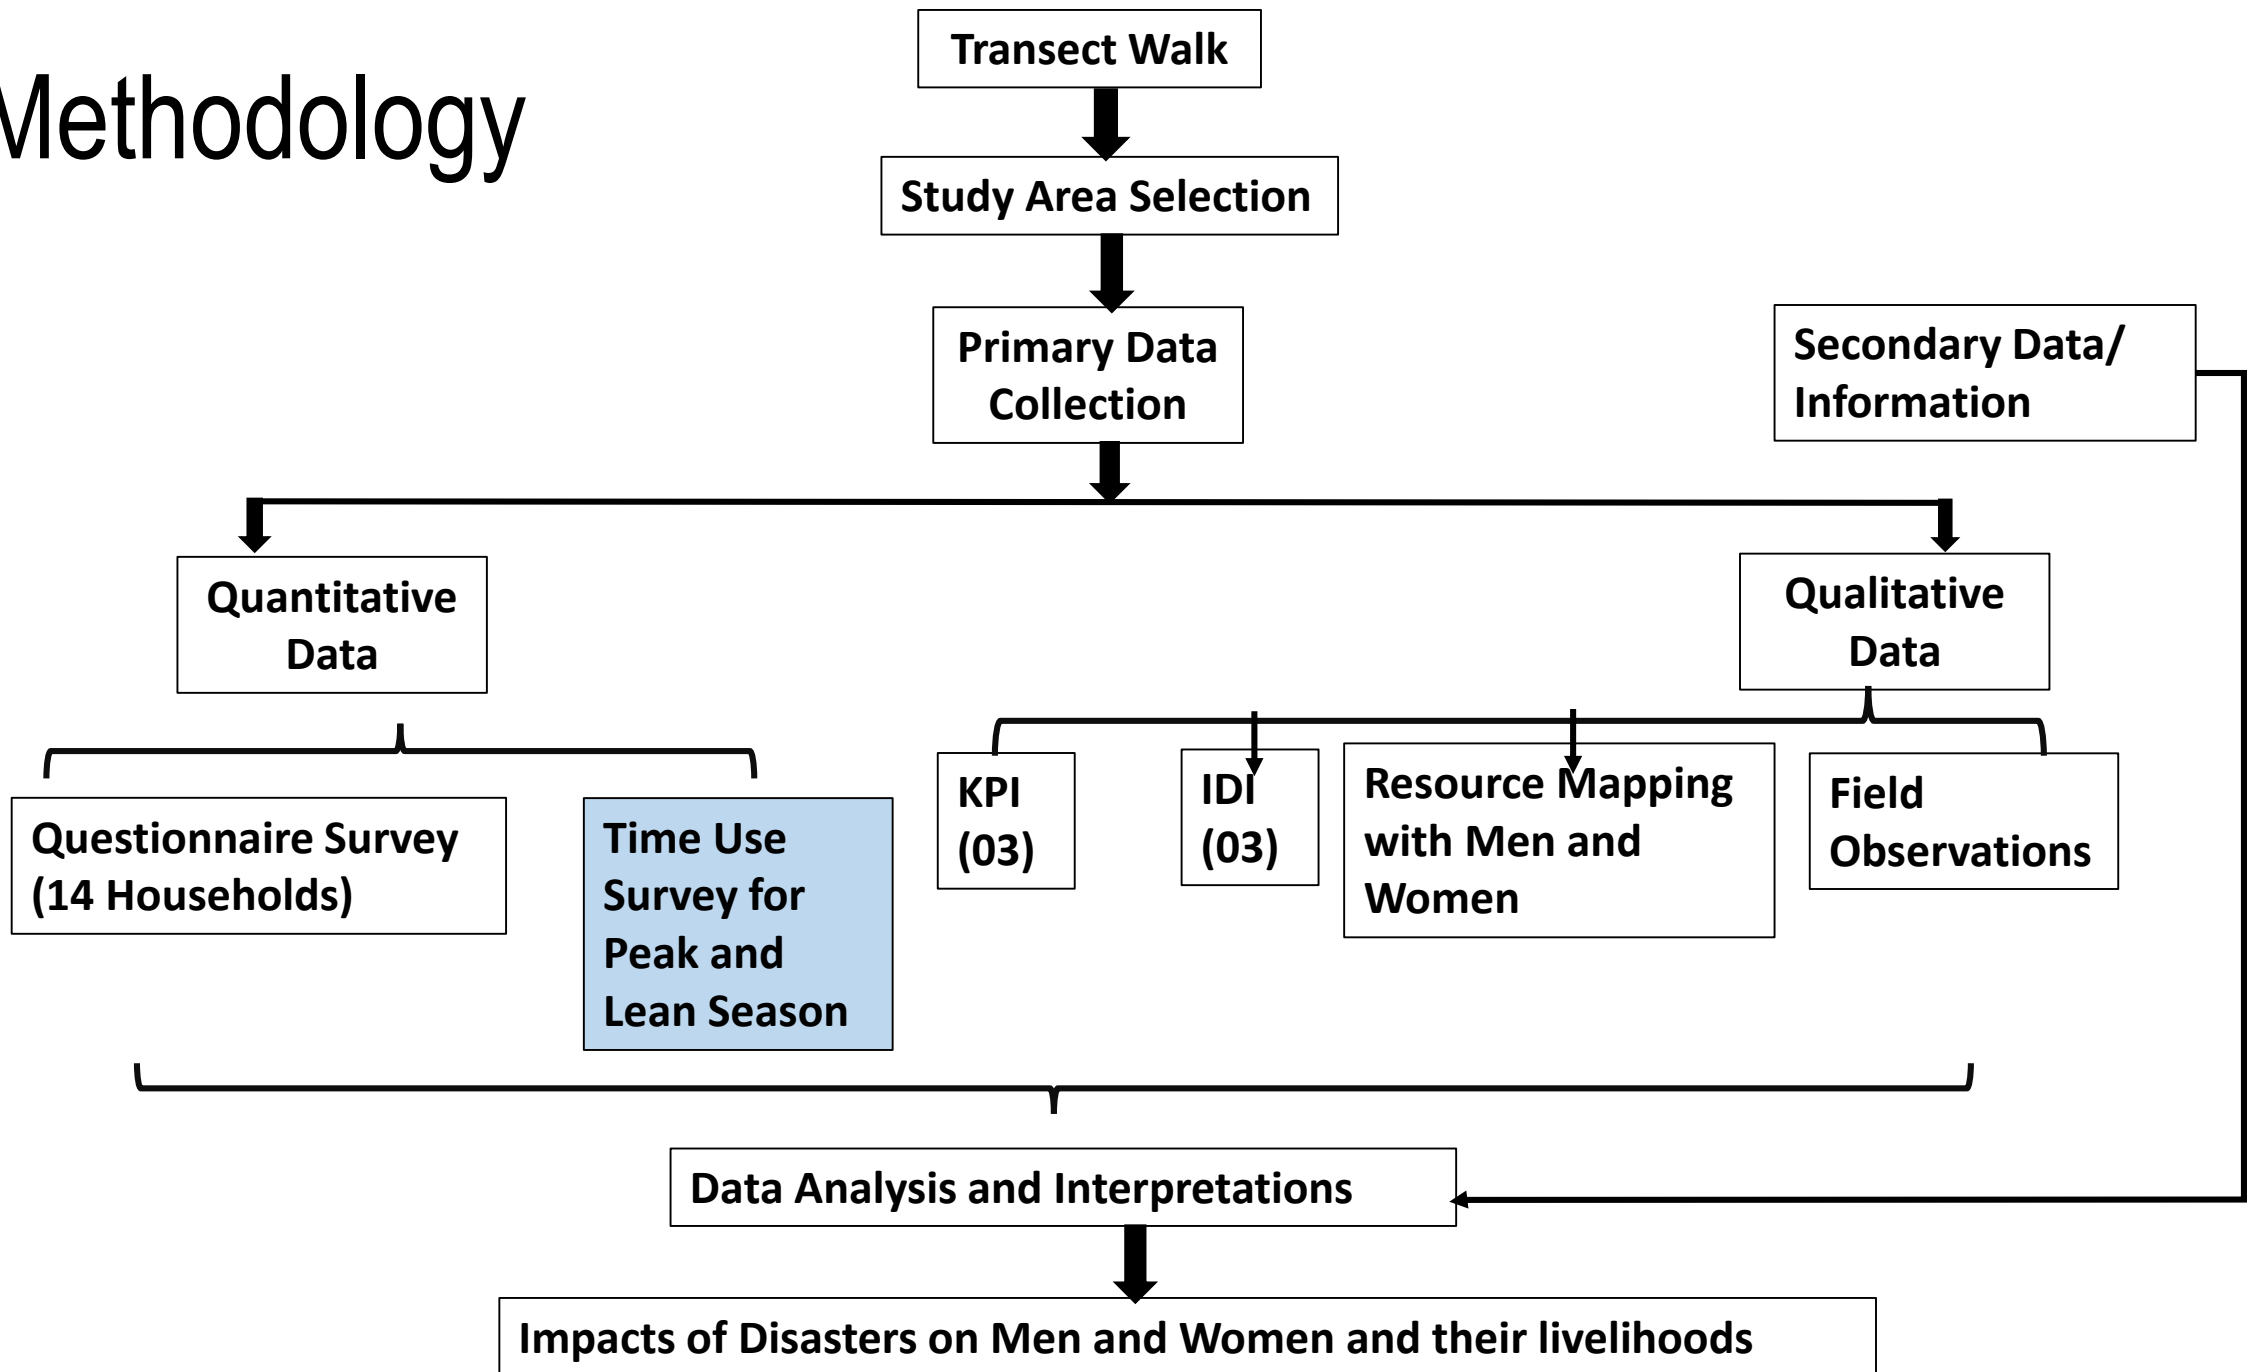 Methodology
Transect Walk
Study Area Selection
Primary Data
Collection
Secondary Data/
Information
Quantitative
Data
Qualitative
Data
Questionnaire Survey
(14 Households)
Time Use
Survey for
Peak and
Lean Season
KPI
(03)
IDI
(03)
Resource Mapping
with Men and
Women
Field
Observations
Data Analysis and Interpretations
Impacts of Disasters on Men and Women and their livelihoods